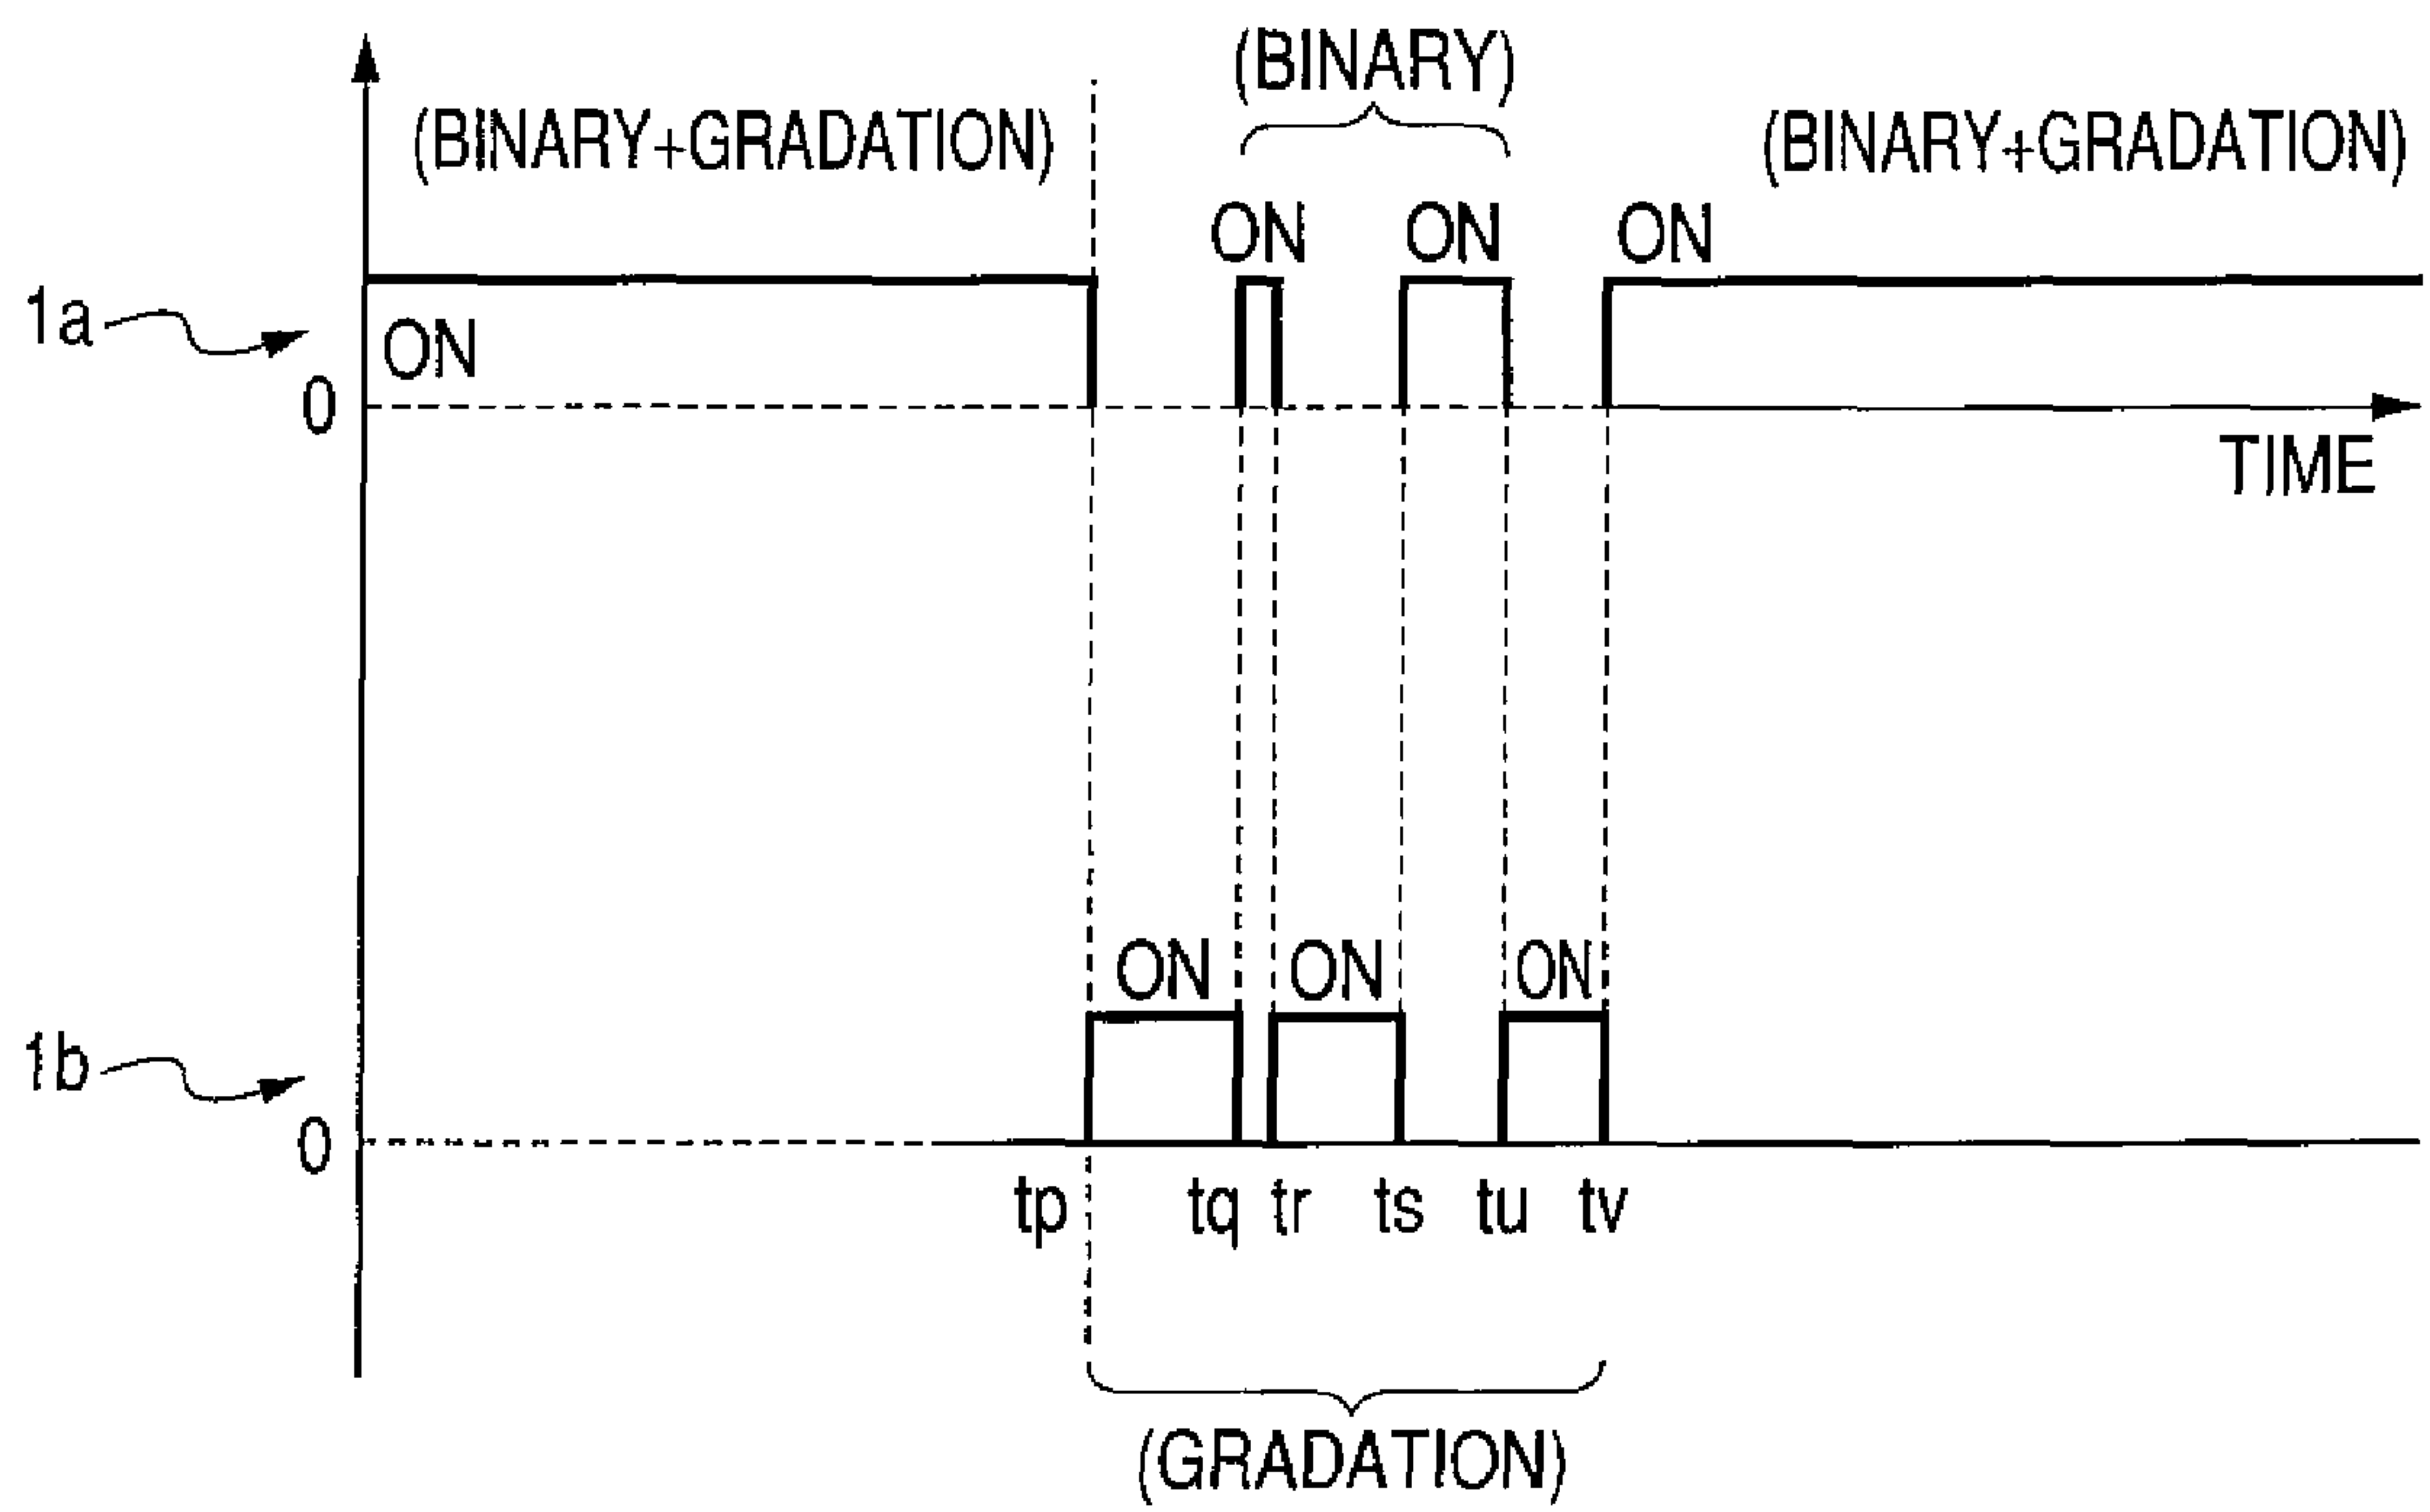 (BINARY)
(BINARY+GRADATION)
(BINARY+GRADATION)
ON ON ON
1a
ON
0
TIME
ON ON ON
1b
0
tp tq tr ts tu tv
(GRADATION)